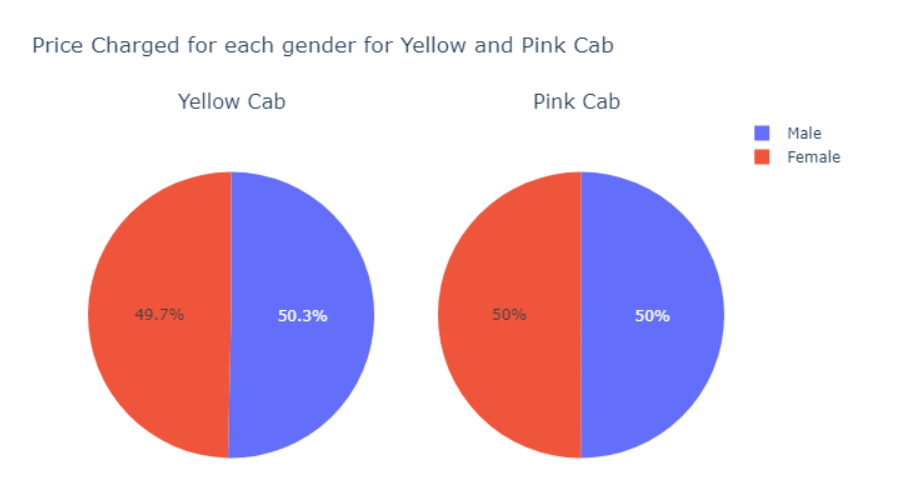 Price Charged for each gender for Yellow and Pink Cab
Yellow Cab
Pink Cab
Male
Female
49.7%
50.3%
50%
50%